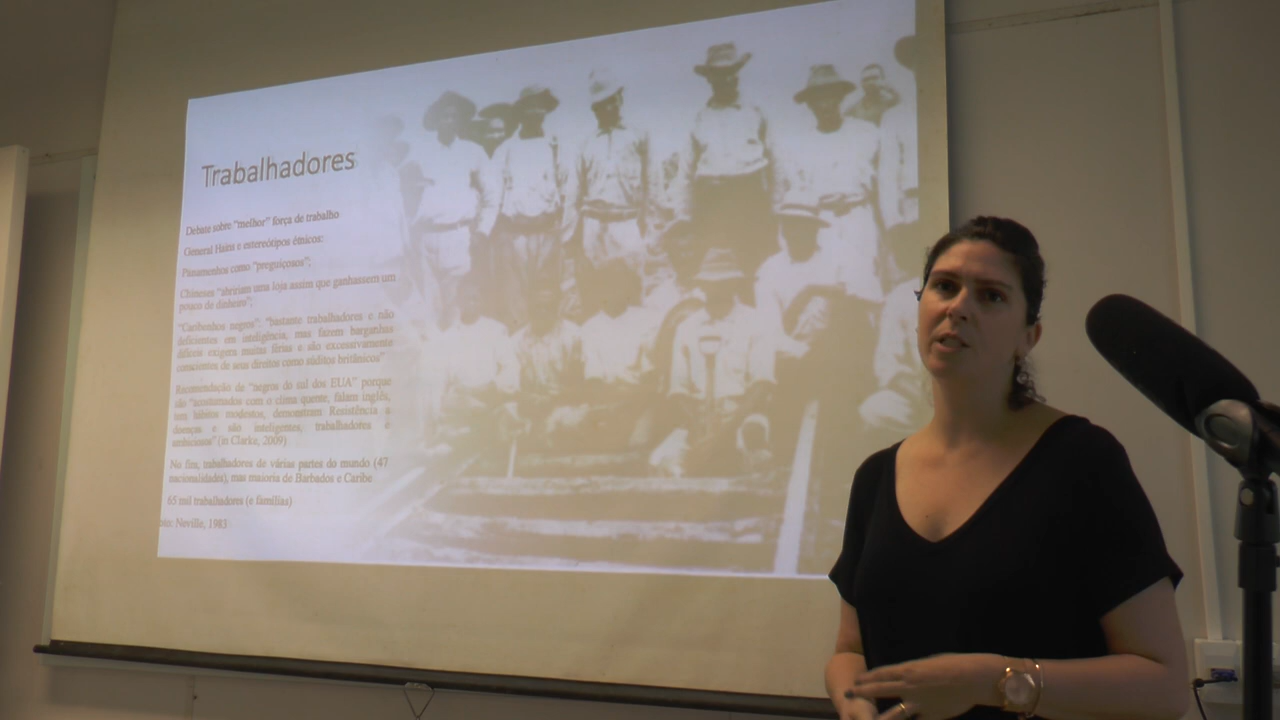 Trabalhadores
Debate sobre "melhor" força de trabalho
General Hains e estereótipos étnicos:
Panamenhos como "preguiçosos";
Chineses "abririam uma loja assim que ganhassem um
pouco de dinheiro";
"Caribenhos negros": "bastante trabalhadores e não
deficientes em inteligência, mas fazem barganhas
difíceis exigem muitas férias e são excessivamente
conscientes de seus direitos como súditos britânicos"
Recomendação de "negros do sul dos EUA" porque
são "acostumados com o clima quente, falam inglês,
tem hábitos modestos, demonstram Resistência a
doenças e são inteligentes, trabalhadores e
ambiciosos" (in Clarke, 2009)
No fim, trabalhadores de várias partes do mundo (47
nacionalidades), mas maioria de Barbados e Caribe
65 mil trabalhadores (e famílias)
oto: Neville, 1983